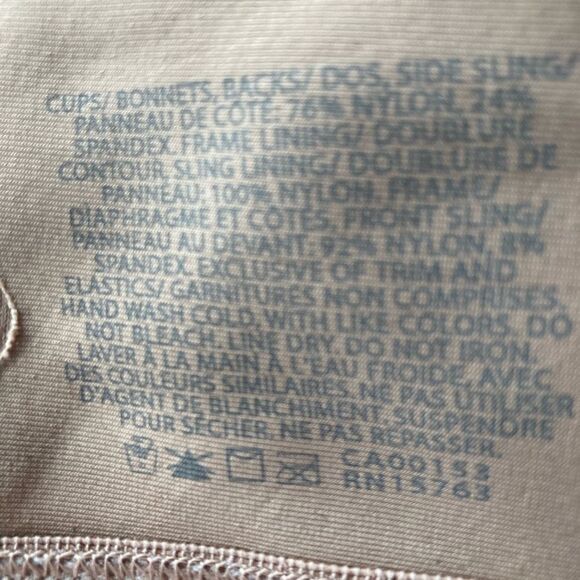 CUPS/ BONNETS, BACKS/ DOS, SIDE SLING/
PANNEAU DE COTÉ, 76% NYLON, 24%
SPANDEX. FRAME LINING/ DOUBLURE
CONTOUR, SLING LINING/ DOUBLURE DE
PANNEAU, 100% NYLON. FRAME/
DIAPHRAGME ET CÔTÉS, FRONT SLING/
PANNEAU AU DEVANT, 92% NYLON, 8%
SPANDEX. EXCLUSIVE OF TRIM AND
ELASTICS/ GARNITURES NON COMPRISES.
HAND WASH COLD, WITH LIKE COLORS. DO
NOT BLEACH. LINE DRY. DO NOT IRON.
LAVER À LA MAIN À L'EAU FROIDE, AVEC
DES COULEURS SIMILAIRES. NE PAS UTILISER
D'AGENT DE BLANCHIMENT. SUSPENDRE
POUR SÉCHER. NE PAS REPASSER.
CA00153
RN15763